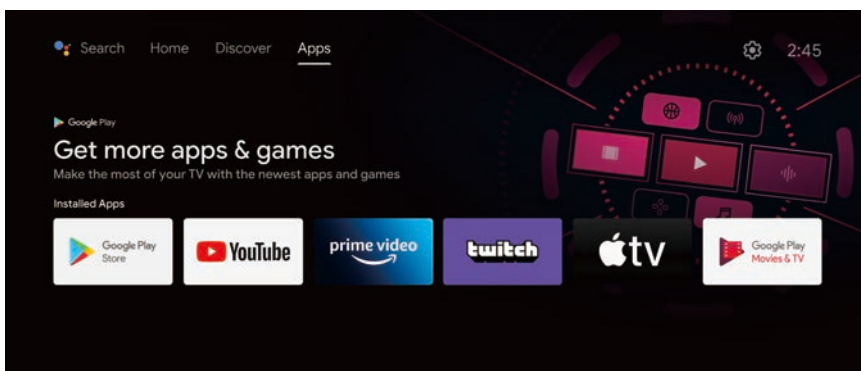 Search Home Discover Apps 2:45
Google Play
Get more apps & games
Make the most of your TV with the newest apps and games
Installed Apps
Google Play
Store
YouTube
prime video
twitch
tv
Google Play
Movies & TV